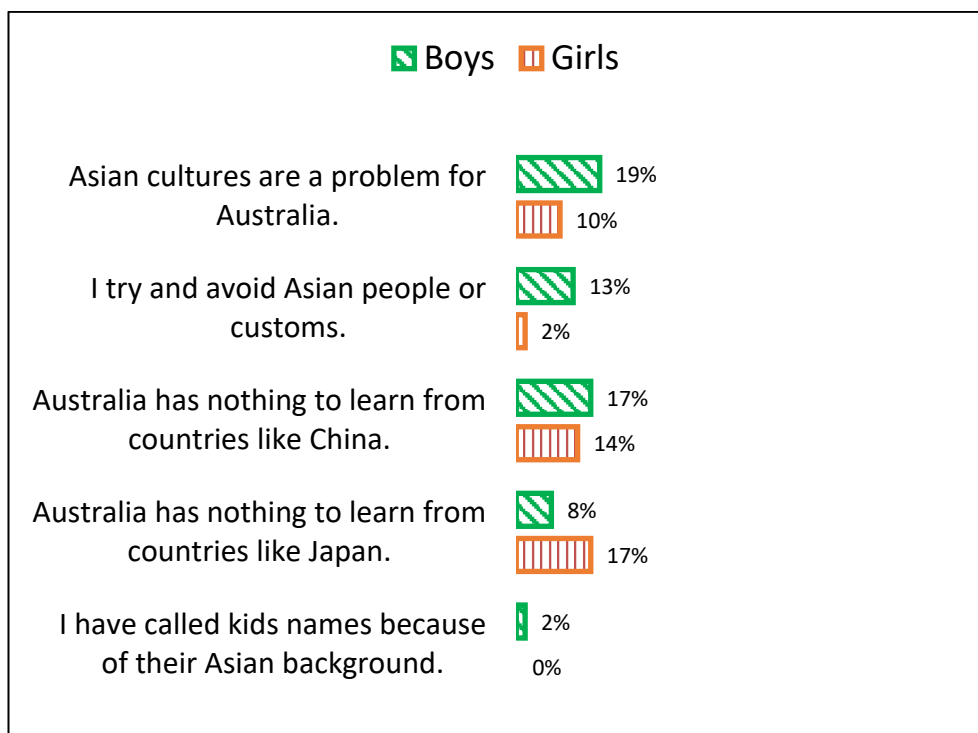 Boys Girls
Asian cultures are a problem for
Australia.
19%
10%
I try and avoid Asian people or
customs.
13%
2%
Australia has nothing to learn from
countries like China.
17%
14%
Australia has nothing to learn from
countries like Japan.
8%
17%
I have called kids names because
of their Asian background.
2%
0%